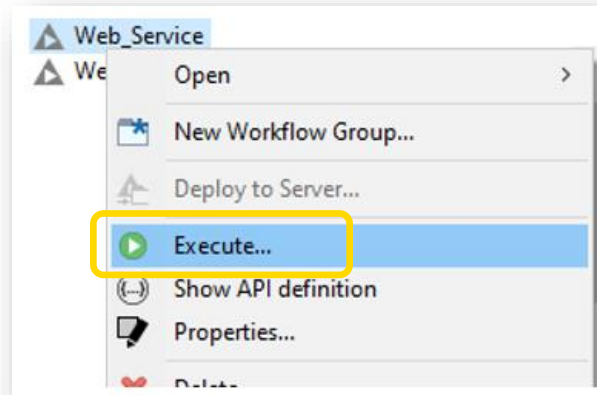 Web_Service
We
Open
New Workflow Group...
Deploy to Server...
Execute...
Show API definition
Properties...